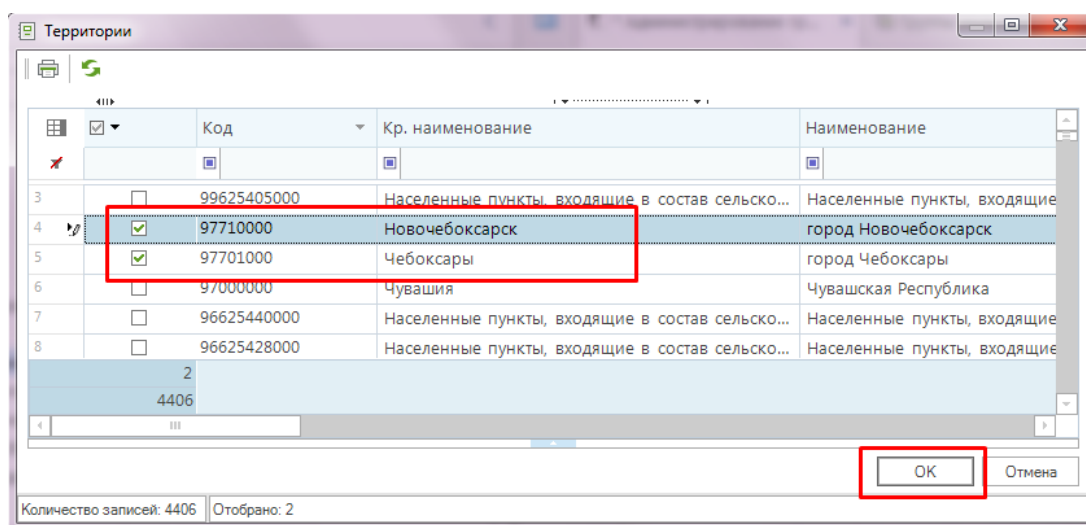 Территории
Код Кр. наименование Наименование
3 99625405000 Населенные пункты, входящие в состав сельско... Населенные пункты, входящие
4 97710000 Новочебоксарск город Новочебоксарск
5 97701000 Чебоксары город Чебоксары
6 97000000 Чувашия Чувашская Республика
7 96625440000 Населенные пункты, входящие в состав сельско... Населенные пункты, входящие
8 96625428000 Населенные пункты, входящие в состав сельско... Населенные пункты, входящие
2
4406
OK Отмена
Количество записей: 4406 Отобрано: 2